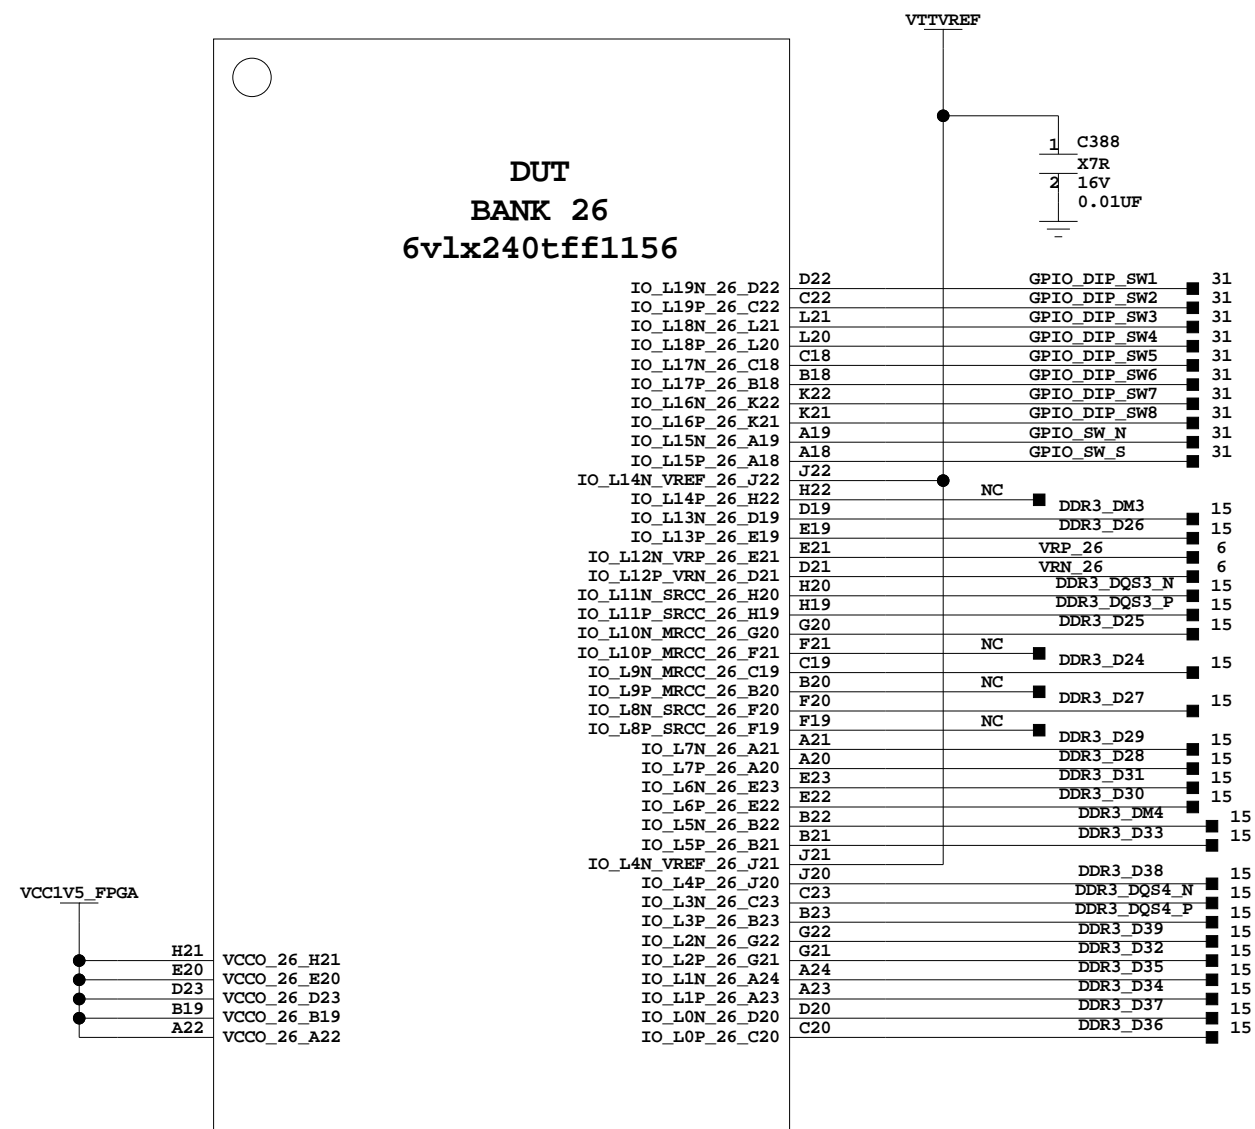 VTTVREF
1 C388
X7R
2 16V
0.01UF
DUT
BANK 26
6vlx240tff1156
IO_L19N_26_D22 D22 GPIO_DIP_SW1 31
IO_L19P_26_C22 C22 GPIO_DIP_SW2 31
IO_L18N_26_L21 L21 GPIO_DIP_SW3 31
IO_L18P_26_L20 L20 GPIO_DIP_SW4 31
IO_L17N_26_C18 C18 GPIO_DIP_SW5 31
IO_L17P_26_B18 B18 GPIO_DIP_SW6 31
IO_L16N_26_K22 K22 GPIO_DIP_SW7 31
IO_L16P_26_K21 K21 GPIO_DIP_SW8 31
IO_L15N_26_A19 A19 GPIO_SW_N 31
IO_L15P_26_A18 A18 GPIO_SW_S 31
IO_L14N_VREF_26_J22 J22
IO_L14P_26_H22 H22 NC
IO_L13N_26_D19 D19 DDR3_DM3 15
IO_L13P_26_E19 E19 DDR3_D26 15
IO_L12N_VRP_26_E21 E21 VRP_26 6
IO_L12P_VRN_26_D21 D21 VRN_26 6
IO_L11N_SRCC_26_H20 H20 DDR3_DQS3_N 15
IO_L11P_SRCC_26_H19 H19 DDR3_DQS3_P 15
IO_L10N_MRCC_26_G20 G20 DDR3_D25 15
IO_L10P_MRCC_26_F21 F21 NC
IO_L9N_MRCC_26_C19 C19 DDR3_D24 15
IO_L9P_MRCC_26_B20 B20 NC
IO_L8N_SRCC_26_F20 F20 DDR3_D27 15
IO_L8P_SRCC_26_F19 F19 NC
IO_L7N_26_A21 A21 DDR3_D29 15
IO_L7P_26_A20 A20 DDR3_D28 15
IO_L6N_26_E23 E23 DDR3_D31 15
IO_L6P_26_E22 E22 DDR3_D30 15
IO_L5N_26_B22 B22 DDR3_DM4 15
IO_L5P_26_B21 B21 DDR3_D33 15
IO_L4N_VREF_26_J21 J21
IO_L4P_26_J20 J20 DDR3_D38 15
VCC1V5_FPGA
IO_L3N_26_C23 C23 DDR3_DQS4_N 15
IO_L3P_26_B23 B23 DDR3_DQS4_P 15
IO_L2N_26_G22 G22 DDR3_D39 15
H21 VCCO_26_H21 IO_L2P_26_G21 G21 DDR3_D32 15
E20 VCCO_26_E20 IO_L1N_26_A24 A24 DDR3_D35 15
D23 VCCO_26_D23 IO_L1P_26_A23 A23 DDR3_D34 15
B19 VCCO_26_B19 IO_L0N_26_D20 D20 DDR3_D37 15
A22 VCCO_26_A22 IO_L0P_26_C20 C20 DDR3_D36 15